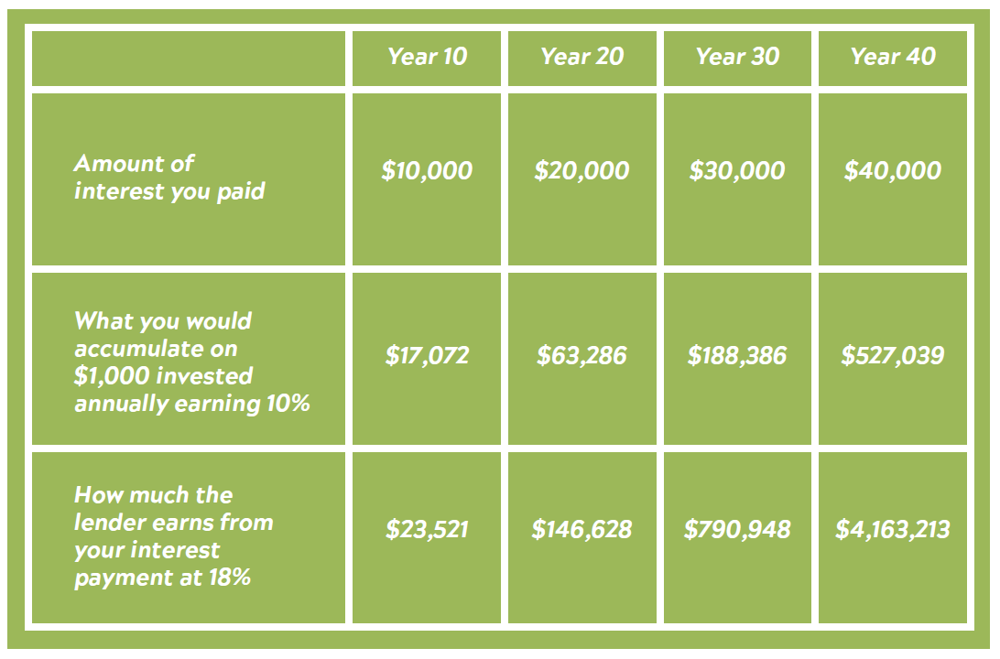 Year 10 Year 20 Year 30 Year 40
Amount of
interest you paid
$10,000 $20,000 $30,000 $40,000
What you would
accumulate on
$1,000 invested
annually earning 10%
$17,072 $63,286 $188,386 $527,039
How much the
lender earns from
your interest
payment at 18%
$23,521 $146,628 $790,948 $4,163,213